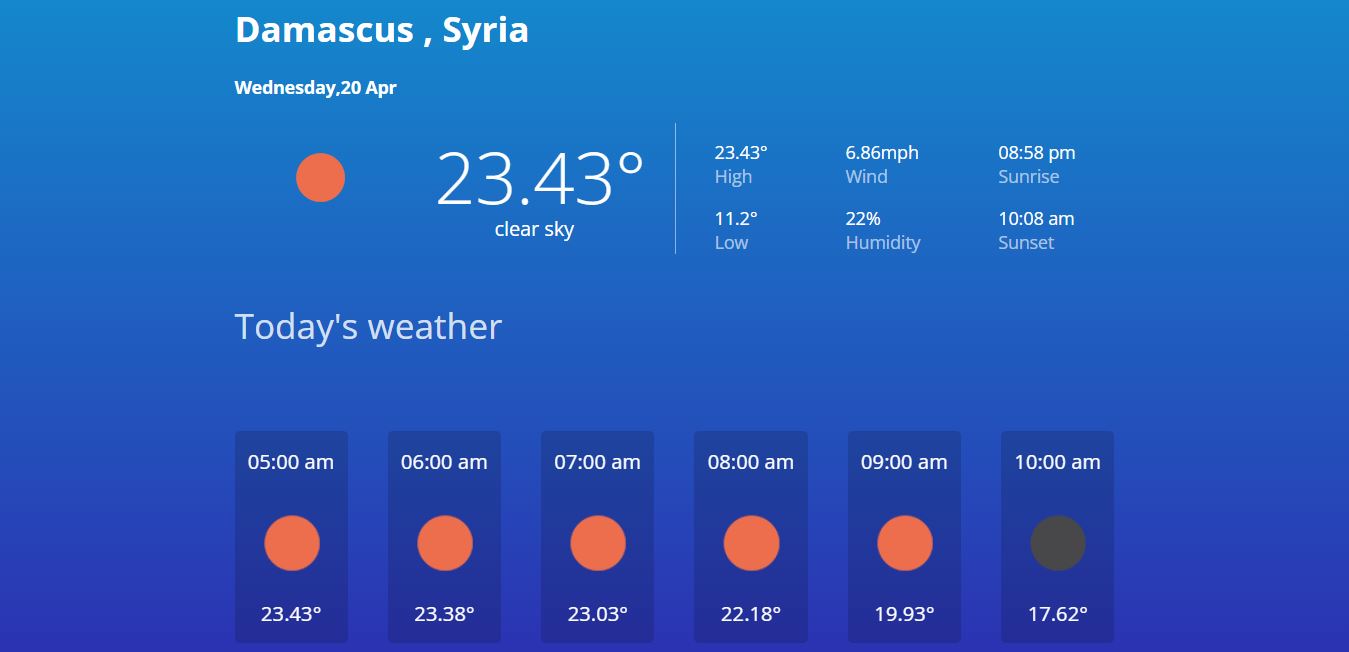 Damascus , Syria
Wednesday,20 Apr
23.43°
clear sky
23.43° 6.86mph 08:58 pm
High Wind Sunrise
11.2° 22% 10:08 am
Low Humidity Sunset
Today's weather
05:00 am 06:00 am 07:00 am 08:00 am 09:00 am 10:00 am
23.43° 23.38° 23.03° 22.18° 19.93° 17.62°